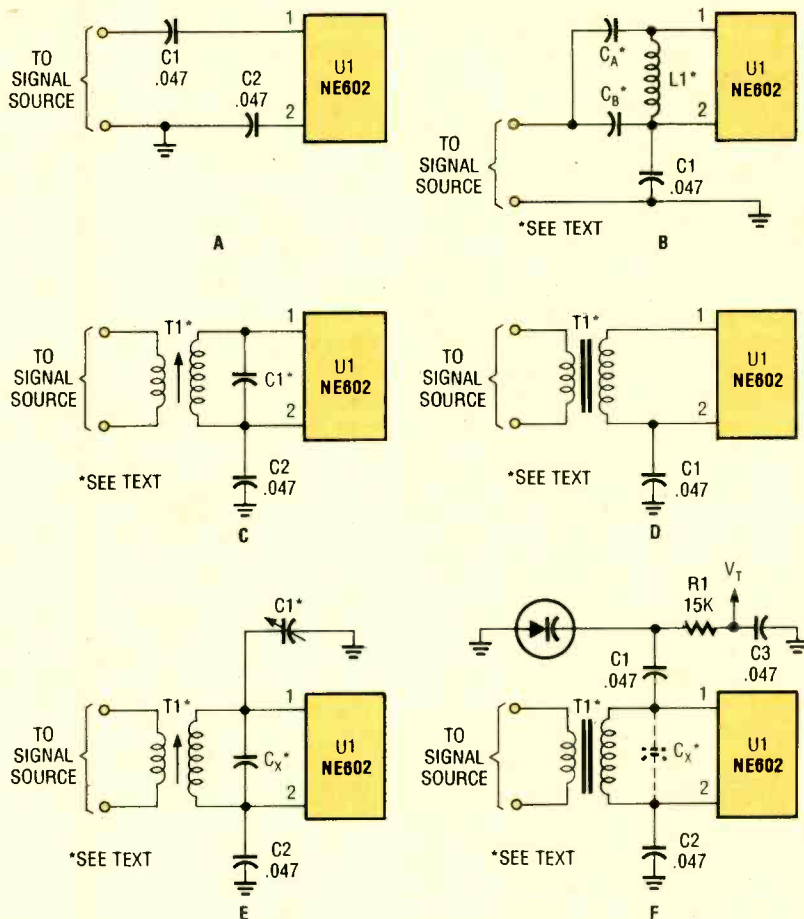 C1
.047
1
TO
SIGNAL
SOURCE
C2
.047
2
U1
NE602
A
CA*
CB*
L1*
1
2
U1
NE602
TO
SIGNAL
SOURCE
C1
.047
*SEE TEXT
B
TO
SIGNAL
SOURCE
T1*
1
C1*
2
U1
NE602
C2
.047
*SEE TEXT
C
TO
SIGNAL
SOURCE
T1*
1
2
U1
NE602
C1
.047
*SEE TEXT
D
C1*
TO
SIGNAL
SOURCE
T1*
1
CX*
2
U1
NE602
C2
.047
*SEE TEXT
E
R1
15K
VT
C3
.047
C1
.047
TO
SIGNAL
SOURCE
T1*
1
CX*
2
U1
NE602
C2
.047
*SEE TEXT
F